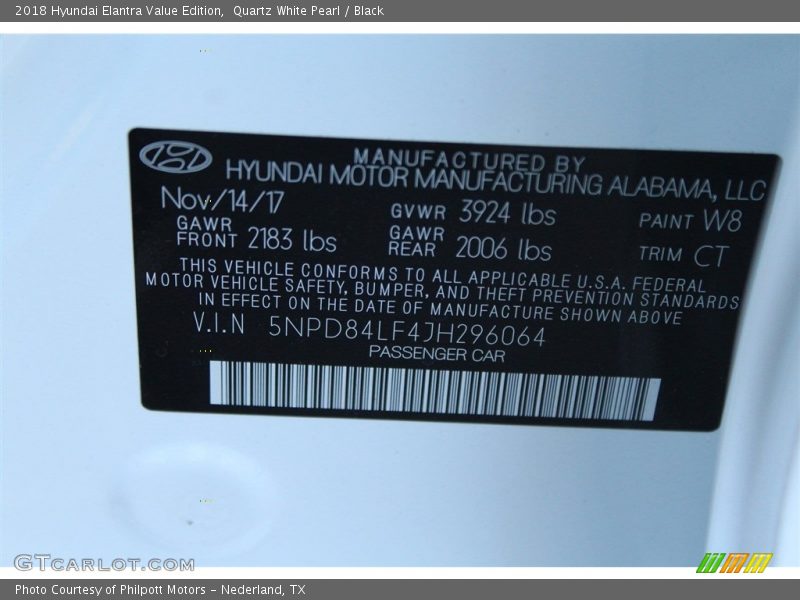 2018 Hyundai Elantra Value Edition, Quartz White Pearl / Black
MANUFACTURED BY
HYUNDAI MOTOR MANUFACTURING ALABAMA, LLC
Nov/14/17
GVWR 3924 lbs
PAINT W8
GAWR FRONT 2183 lbs
GAWR REAR 2006 lbs
TRIM CT
THIS VEHICLE CONFORMS TO ALL APPLICABLE U.S.A. FEDERAL
MOTOR VEHICLE SAFETY, BUMPER, AND THEFT PREVENTION STANDARDS
IN EFFECT ON THE DATE OF MANUFACTURE SHOWN ABOVE
V.I.N 5NPD84LF4JH296064
PASSENGER CAR
GTCARLOT.COM
Photo Courtesy of Philpott Motors - Nederland, TX